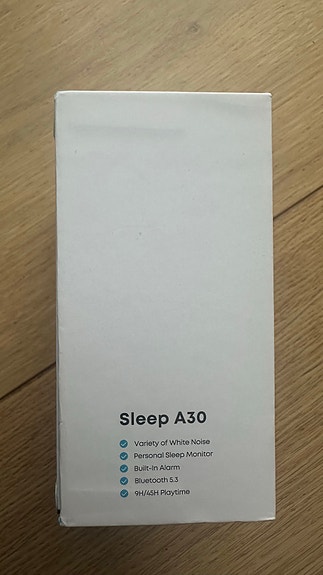 Sleep A30
Variety of White Noise
Personal Sleep Monitor
Built-In Alarm
Bluetooth 5.3
9H/45H Playtime